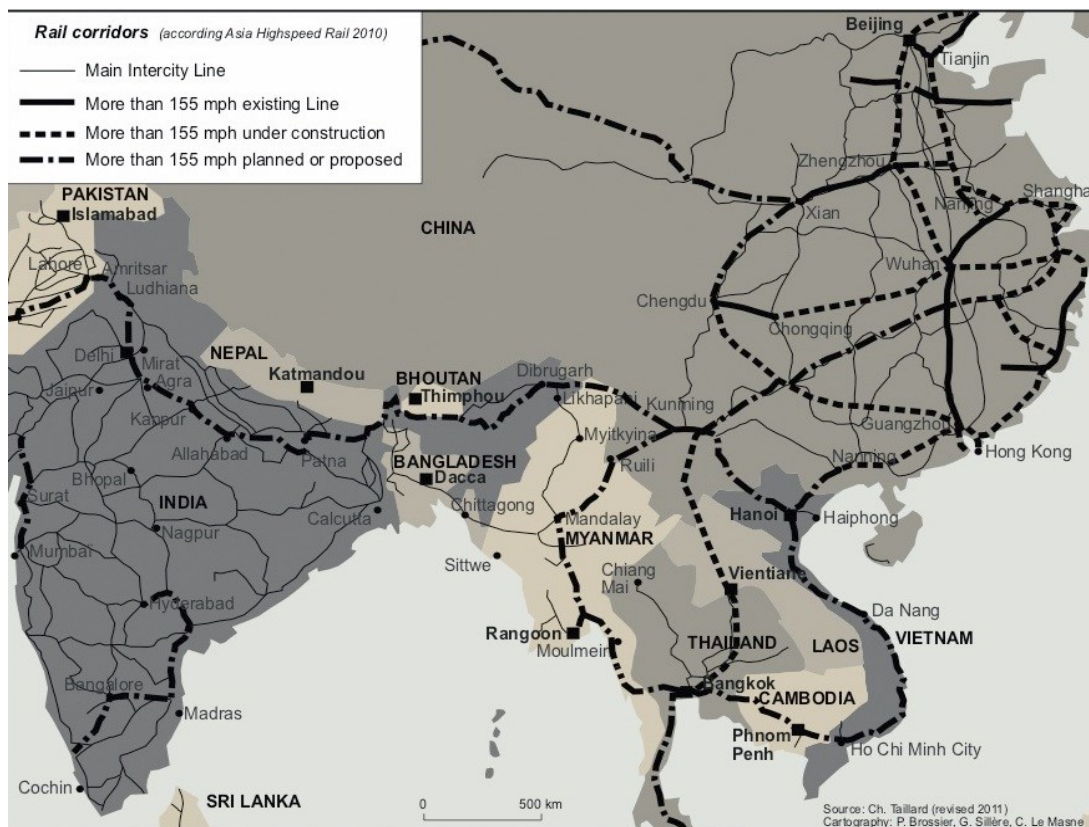 Rail corridors (according Asia Highspeed Rail 2010)
Main Intercity Line
More than 155 mph existing Line
More than 155 mph under construction
More than 155 mph planned or proposed
Beijing
Tianjin
Zhengzhou
PAKISTAN
Islamabad
Nanjing
Shangha
Xian
CHINA
Lahore
Amritsar
Ludhiana
Wuhan
Chengdu
Chongqing
Delhi
Mirat
NEPAL
Jaipur
Agra
Katmandou
BHOUTAN
Thimphou
Dibrugarh
Likhapani
Kunming
Kanpur
Guangzhou
Myitkyina
Hong Kong
Allahabad
Patna
BANGLADESH
Ruili
Nanning
Bhopal
Dacca
Surat
INDIA
Calcutta
Chittagong
Mandalay
Hanoi
Haiphong
Nagpur
MYANMAR
Mumbaï
Sittwe
Chiang
Mai
Vientiane
Hyderabad
Da Nang
Rangoon
Moulmein
THAILAND
LAOS
VIETNAM
Bangalore
Bangkok
CAMBODIA
Madras
Phnom
Penh
Ho Chi Minh City
Cochin
SRI LANKA
0 500 km
Source: Ch. Taillard (revised 2011)
Cartography: P. Brossier, G. Sillère, C. Le Masne